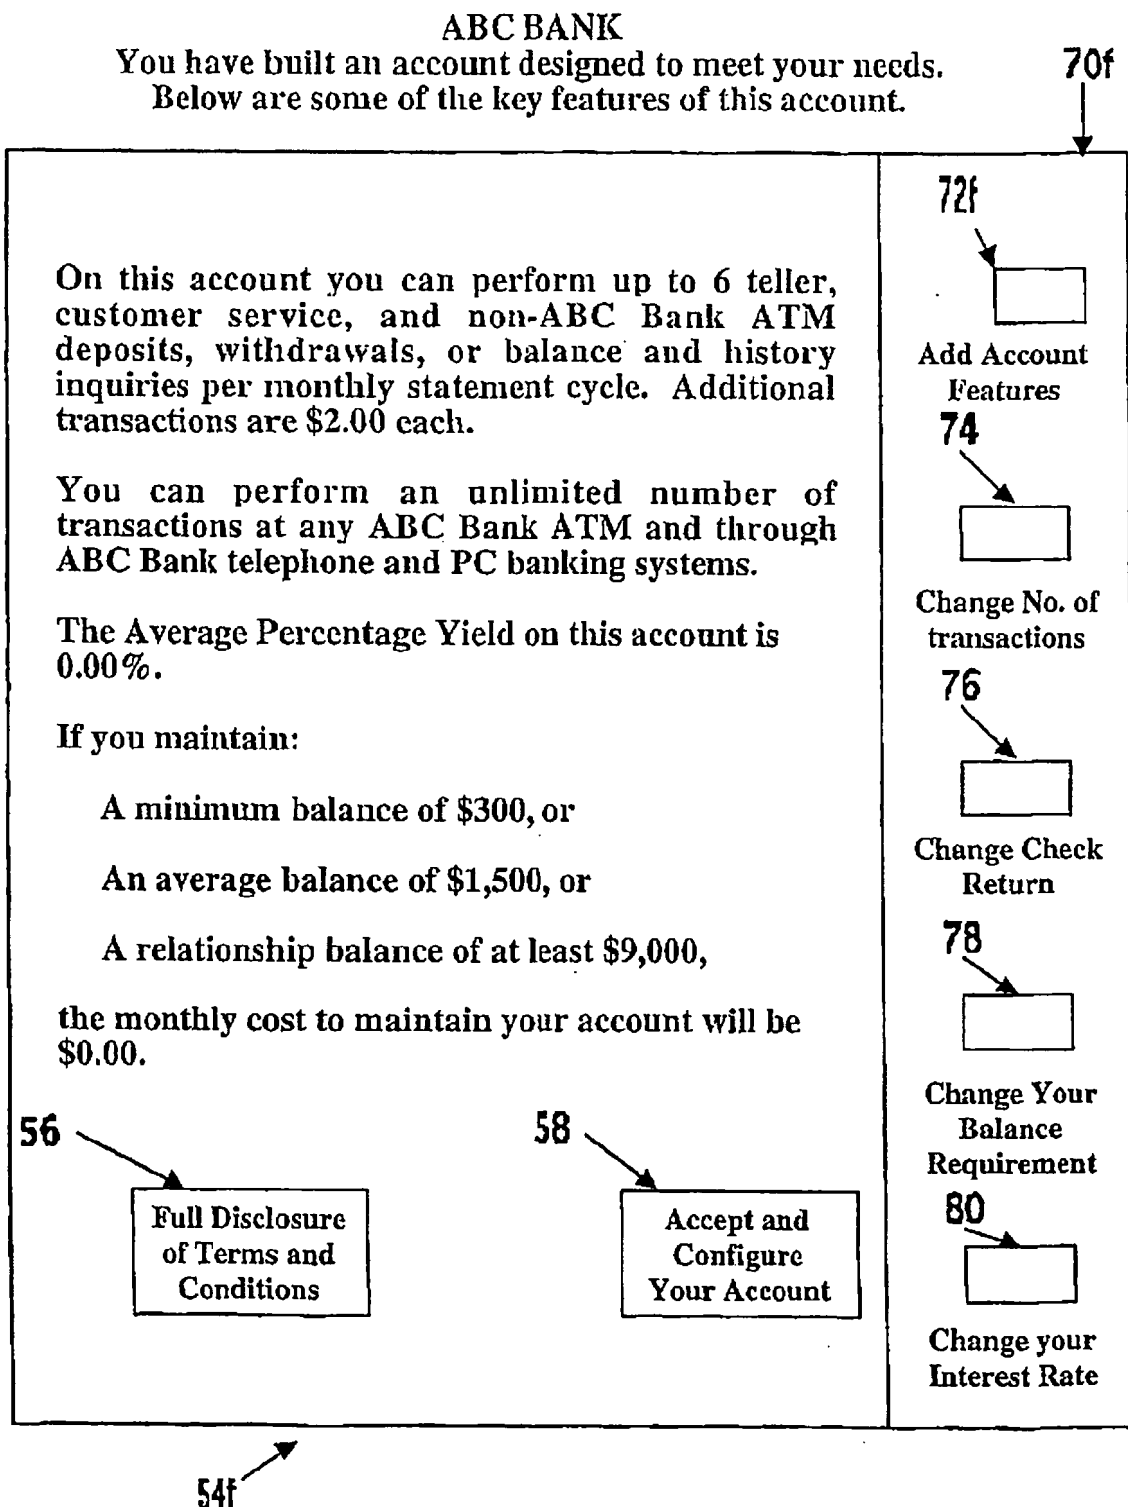 ABC BANK
You have built an account designed to meet your needs.
Below are some of the key features of this account.
70f
On this account you can perform up to 6 teller,
customer service, and non-ABC Bank ATM
deposits, withdrawals, or balance and history
inquiries per monthly statement cycle. Additional
transactions are $2.00 each.
You can perform an unlimited number of
transactions at any ABC Bank ATM and through
ABC Bank telephone and PC banking systems.
The Average Percentage Yield on this account is
0.00%.
If you maintain:
A minimum balance of $300, or
An average balance of $1,500, or
A relationship balance of at least $9,000,
the monthly cost to maintain your account will be
$0.00.
56
Full Disclosure
of Terms and
Conditions
58
Accept and
Configure
Your Account
72f
Add Account
Features
74
Change No. of
transactions
76
Change Check
Return
78
Change Your
Balance
Requirement
80
Change your
Interest Rate
54f